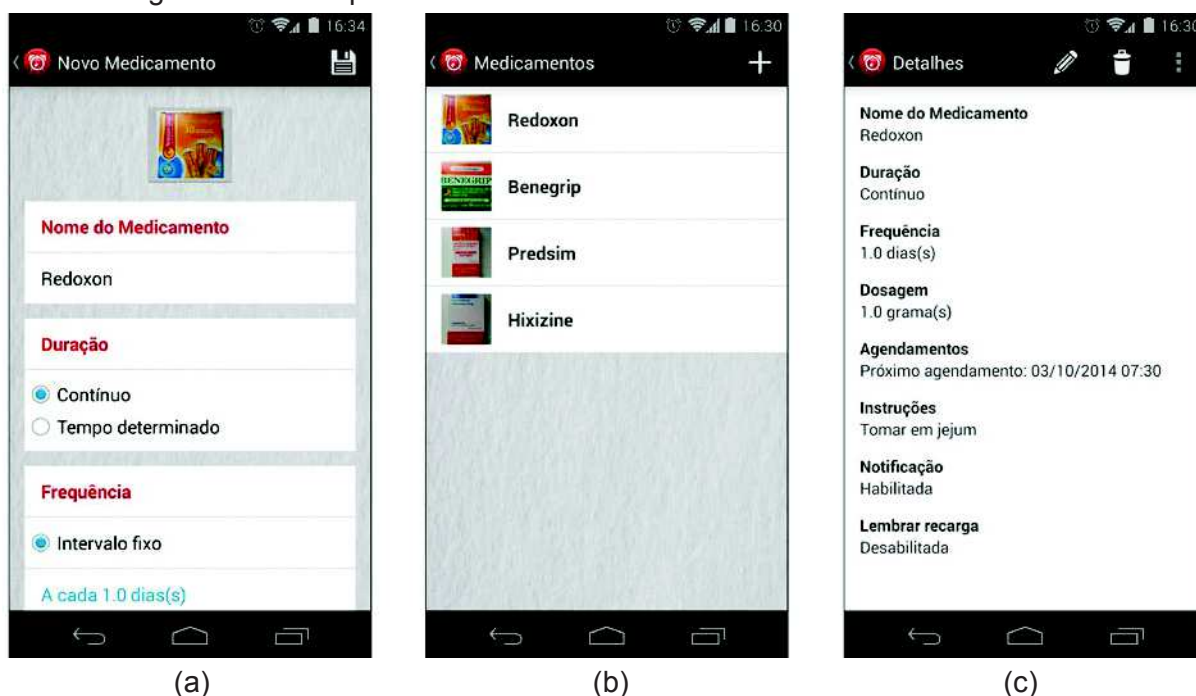 16:34
Novo Medicamento
Nome do Medicamento
Redoxon
Duração
Contínuo
Tempo determinado
Frequência
Intervalo fixo
A cada 1.0 dias(s)
(a)
16:30
Medicamentos
Redoxon
BENEGRIP
Benegrip
Predsim
Hixizine
(b)
16:30
Detalhes
Nome do Medicamento
Redoxon
Duração
Contínuo
Frequência
1.0 dias(s)
Dosagem
1.0 grama(s)
Agendamentos
Próximo agendamento: 03/10/2014 07:30
Instruções
Tomar em jejum
Notificação
Habilitada
Lembrar recarga
Desabilitada
(c)